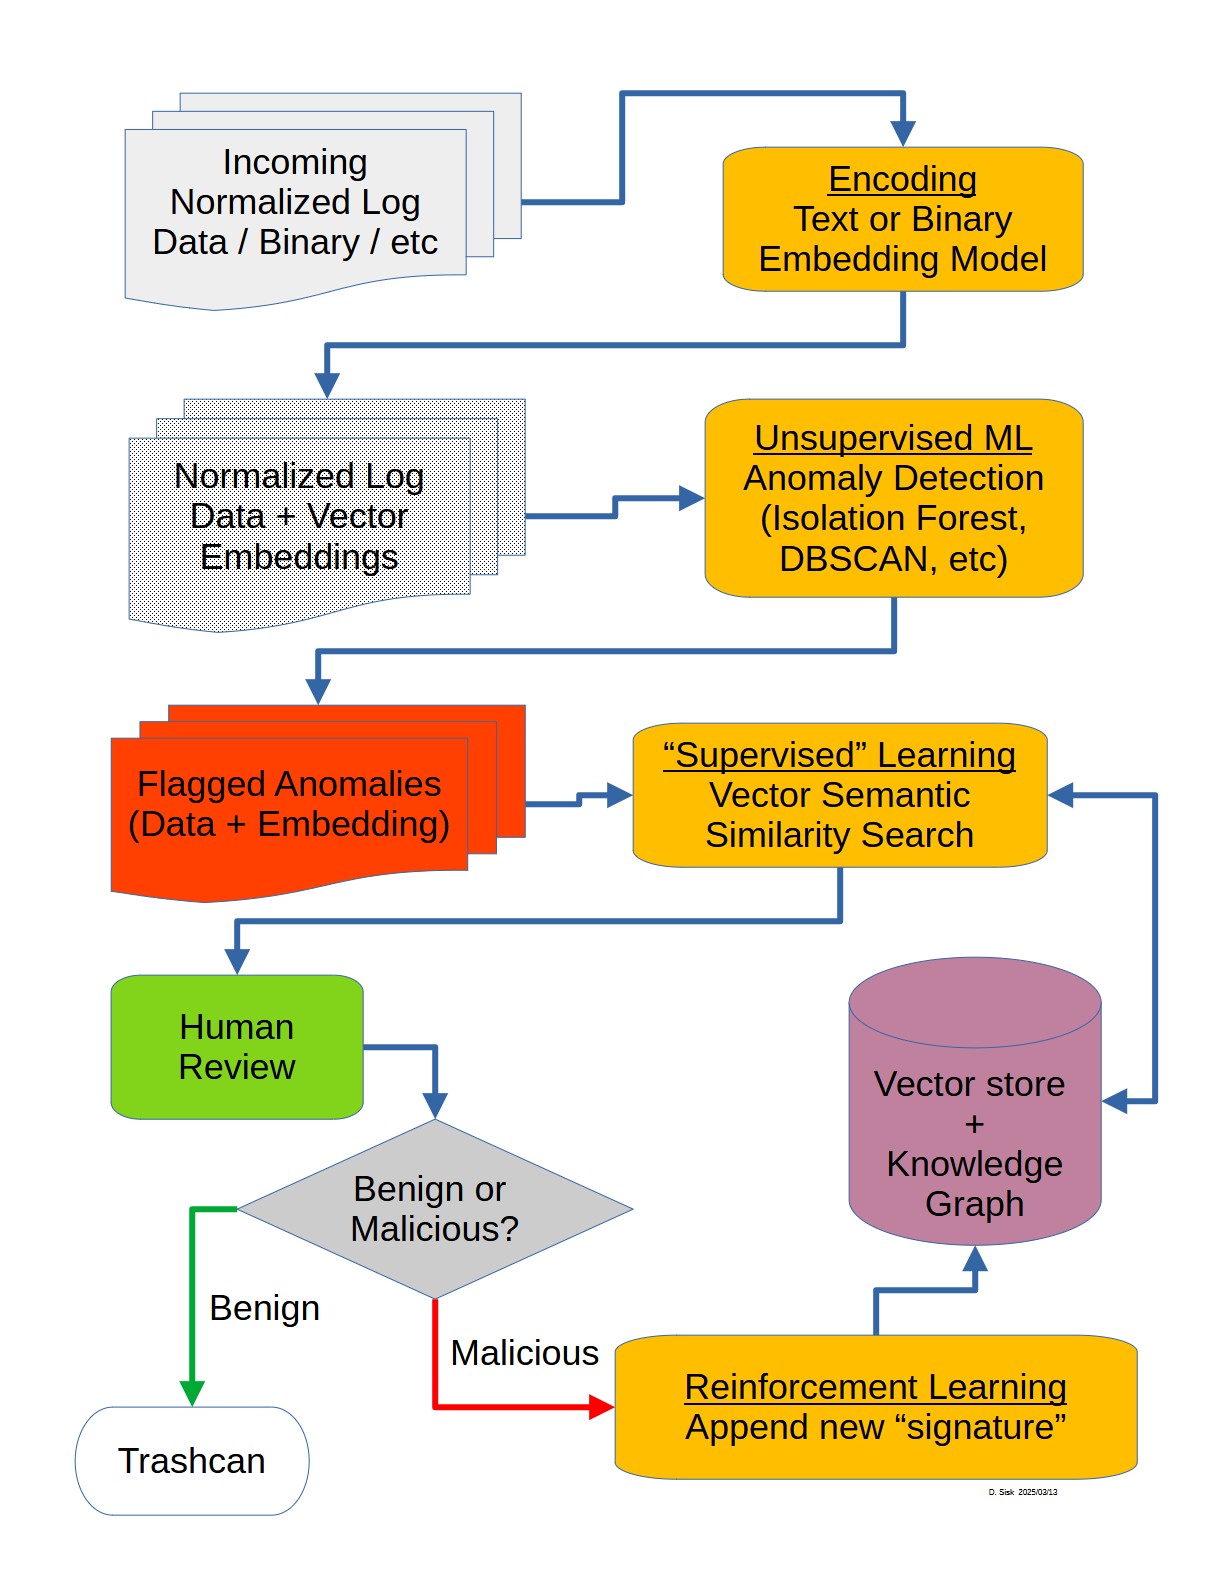 Incoming
Normalized Log
Data / Binary / etc
Encoding
Text or Binary
Embedding Model
Normalized Log
Data + Vector
Embeddings
Unsupervised ML
Anomaly Detection
(Isolation Forest,
DBSCAN, etc)
Flagged Anomalies
(Data + Embedding)
“Supervised” Learning
Vector Semantic
Similarity Search
Human
Review
Vector store
+
Knowledge
Graph
Benign or
Malicious?
Benign
Malicious
Reinforcement Learning
Append new “signature”
Trashcan
D. Sisk 2025/03/13